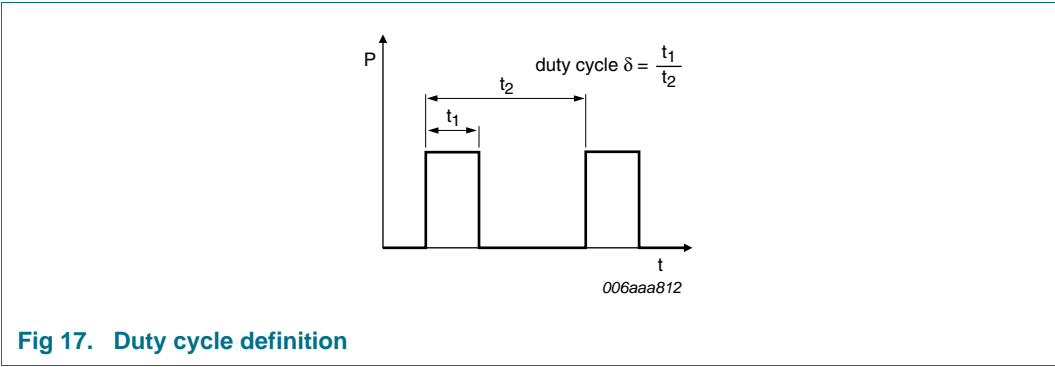 P
duty cycle δ = t1
t2
t2
t1
t
006aaa812
Fig 17. Duty cycle definition